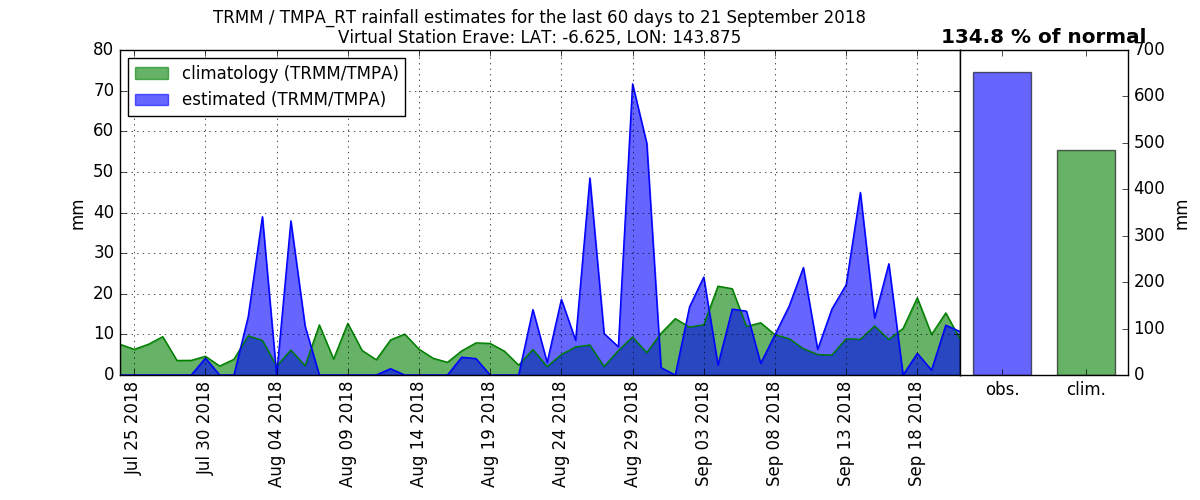 TRMM / TMPA_RT rainfall estimates for the last 60 days to 21 September 2018
Virtual Station Erave: LAT: -6.625, LON: 143.875
134.8 % of normal
climatology (TRMM/TMPA)
estimated (TRMM/TMPA)
80
70
60
50
40
30
20
10
0
mm
Jul 25 2018
Jul 30 2018
Aug 04 2018
Aug 09 2018
Aug 14 2018
Aug 19 2018
Aug 24 2018
Aug 29 2018
Sep 03 2018
Sep 08 2018
Sep 13 2018
Sep 18 2018
700
600
500
400
300
200
100
0
mm
obs.
clim.